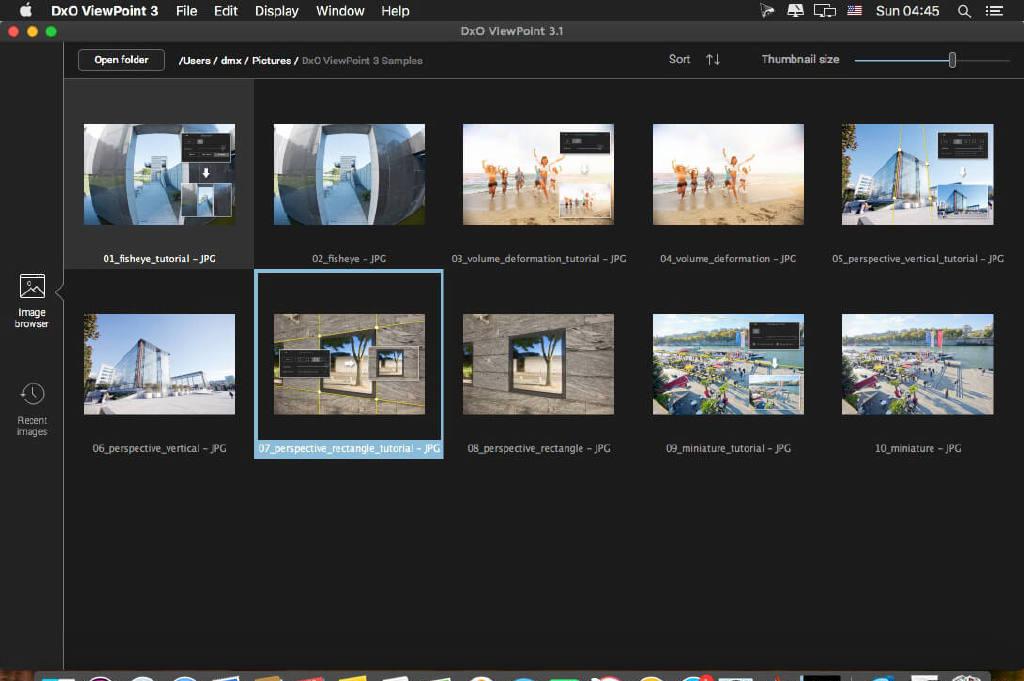 DxO ViewPoint 3 File Edit Display Window Help Sun 04:45
DxO ViewPoint 3.1
Open folder /Users / dmx / Pictures / DxO ViewPoint 3 Samples Sort Thumbnail size
01_fisheye_tutorial - JPG 02_fisheye - JPG 03_volume_deformation_tutorial - JPG 04_volume_deformation - JPG 05_perspective_vertical_tutorial - JPG
Image
browser
Recent
images
06_perspective_vertical - JPG 07_perspective_rectangle_tutorial - JPG 08_perspective_rectangle - JPG 09_miniature_tutorial - JPG 10_miniature - JPG